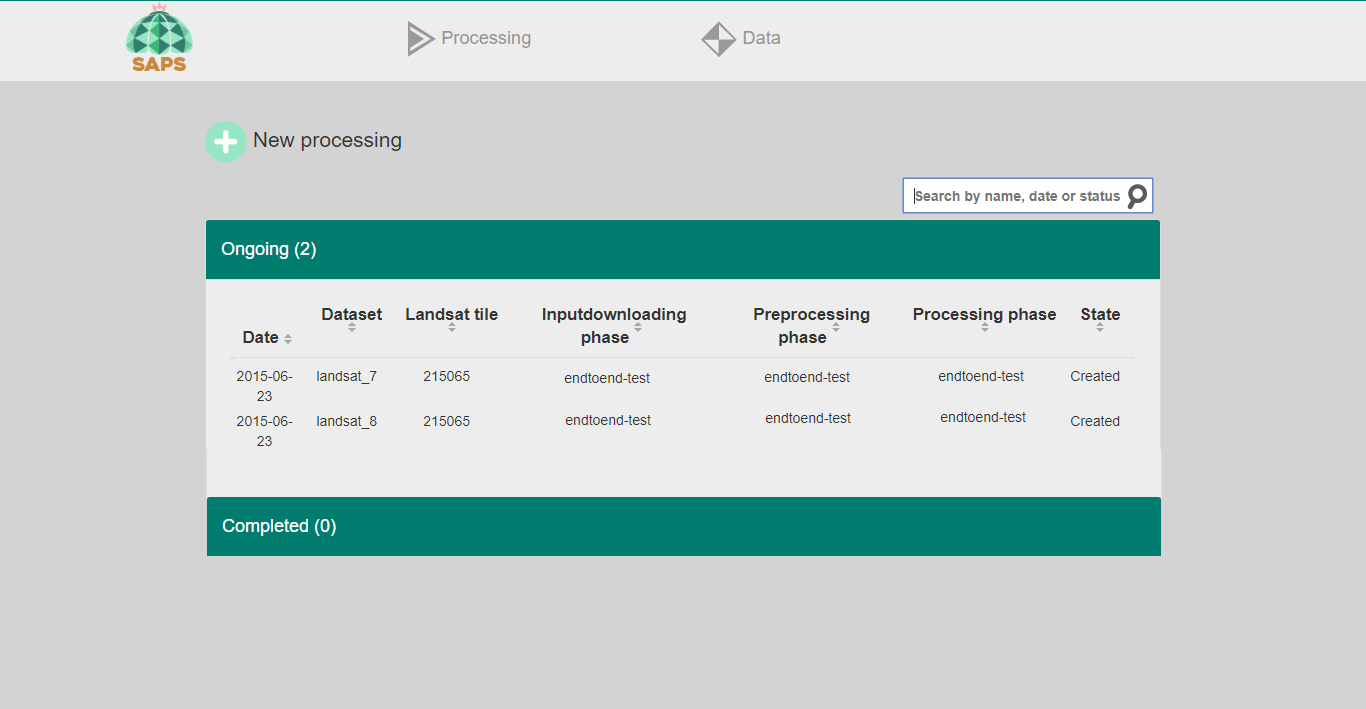 SAPS
Processing
Data
New processing
Search by name, date or status
Ongoing (2)
Date Dataset Landsat tile Inputdownloading phase Preprocessing phase Processing phase State
2015-06-23 landsat_7 215065 endtoend-test endtoend-test endtoend-test Created
2015-06-23 landsat_8 215065 endtoend-test endtoend-test endtoend-test Created
Completed (0)